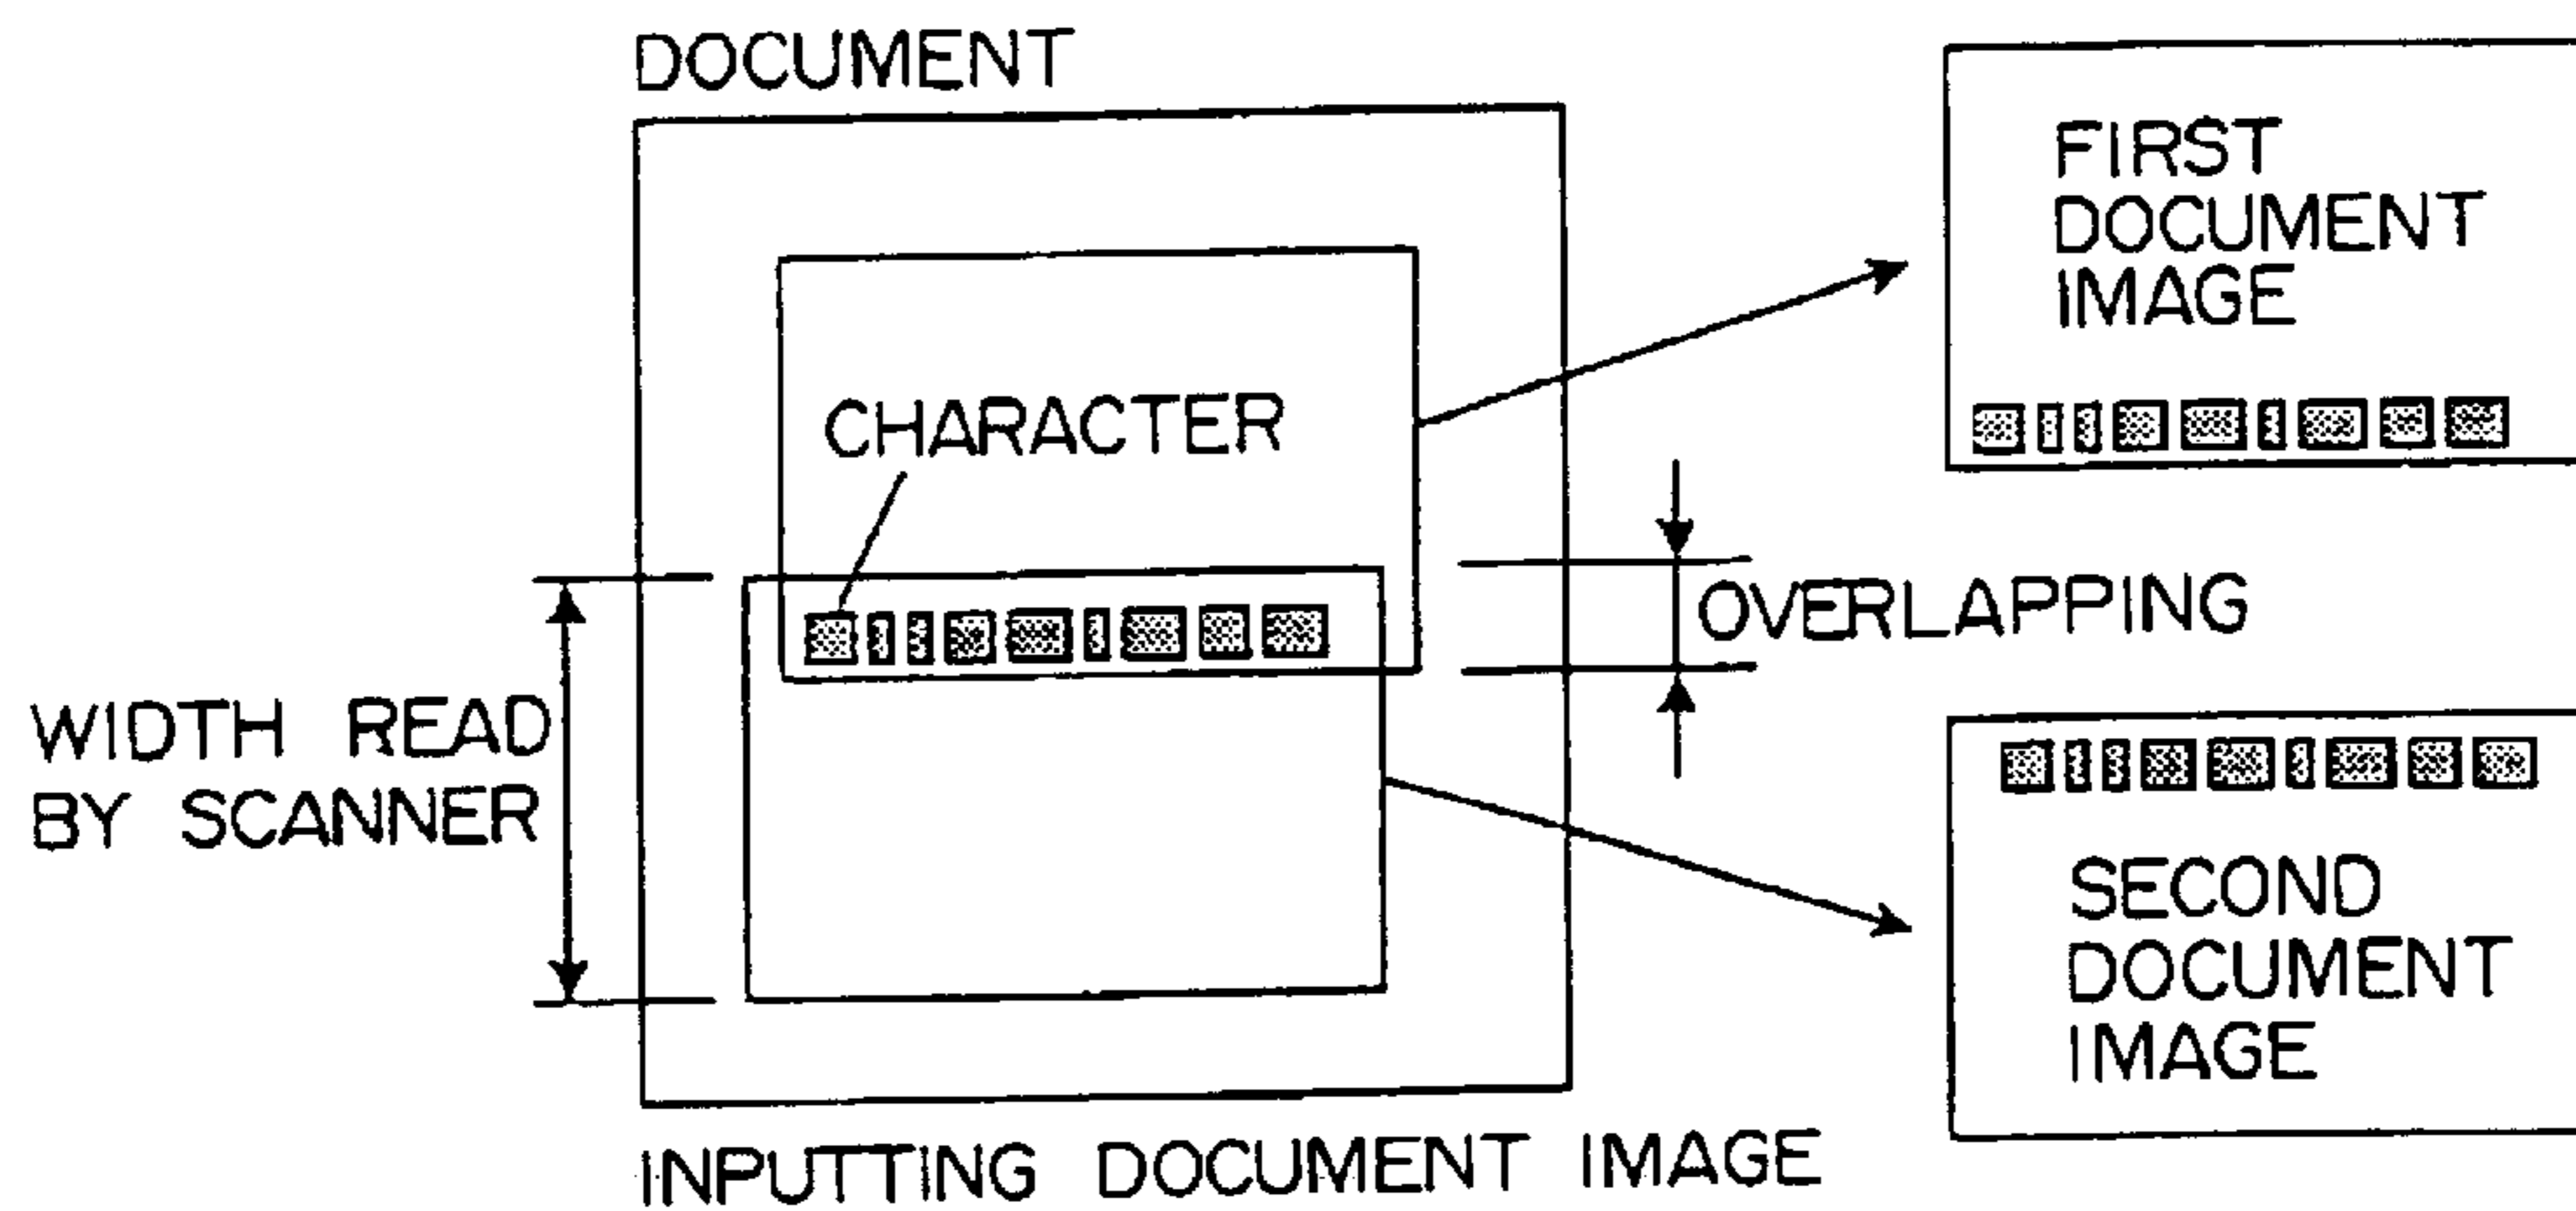 DOCUMENT
FIRST
DOCUMENT
IMAGE
CHARACTER
OVERLAPPING
WIDTH READ
BY SCANNER
SECOND
DOCUMENT
IMAGE
INPUTTING DOCUMENT IMAGE